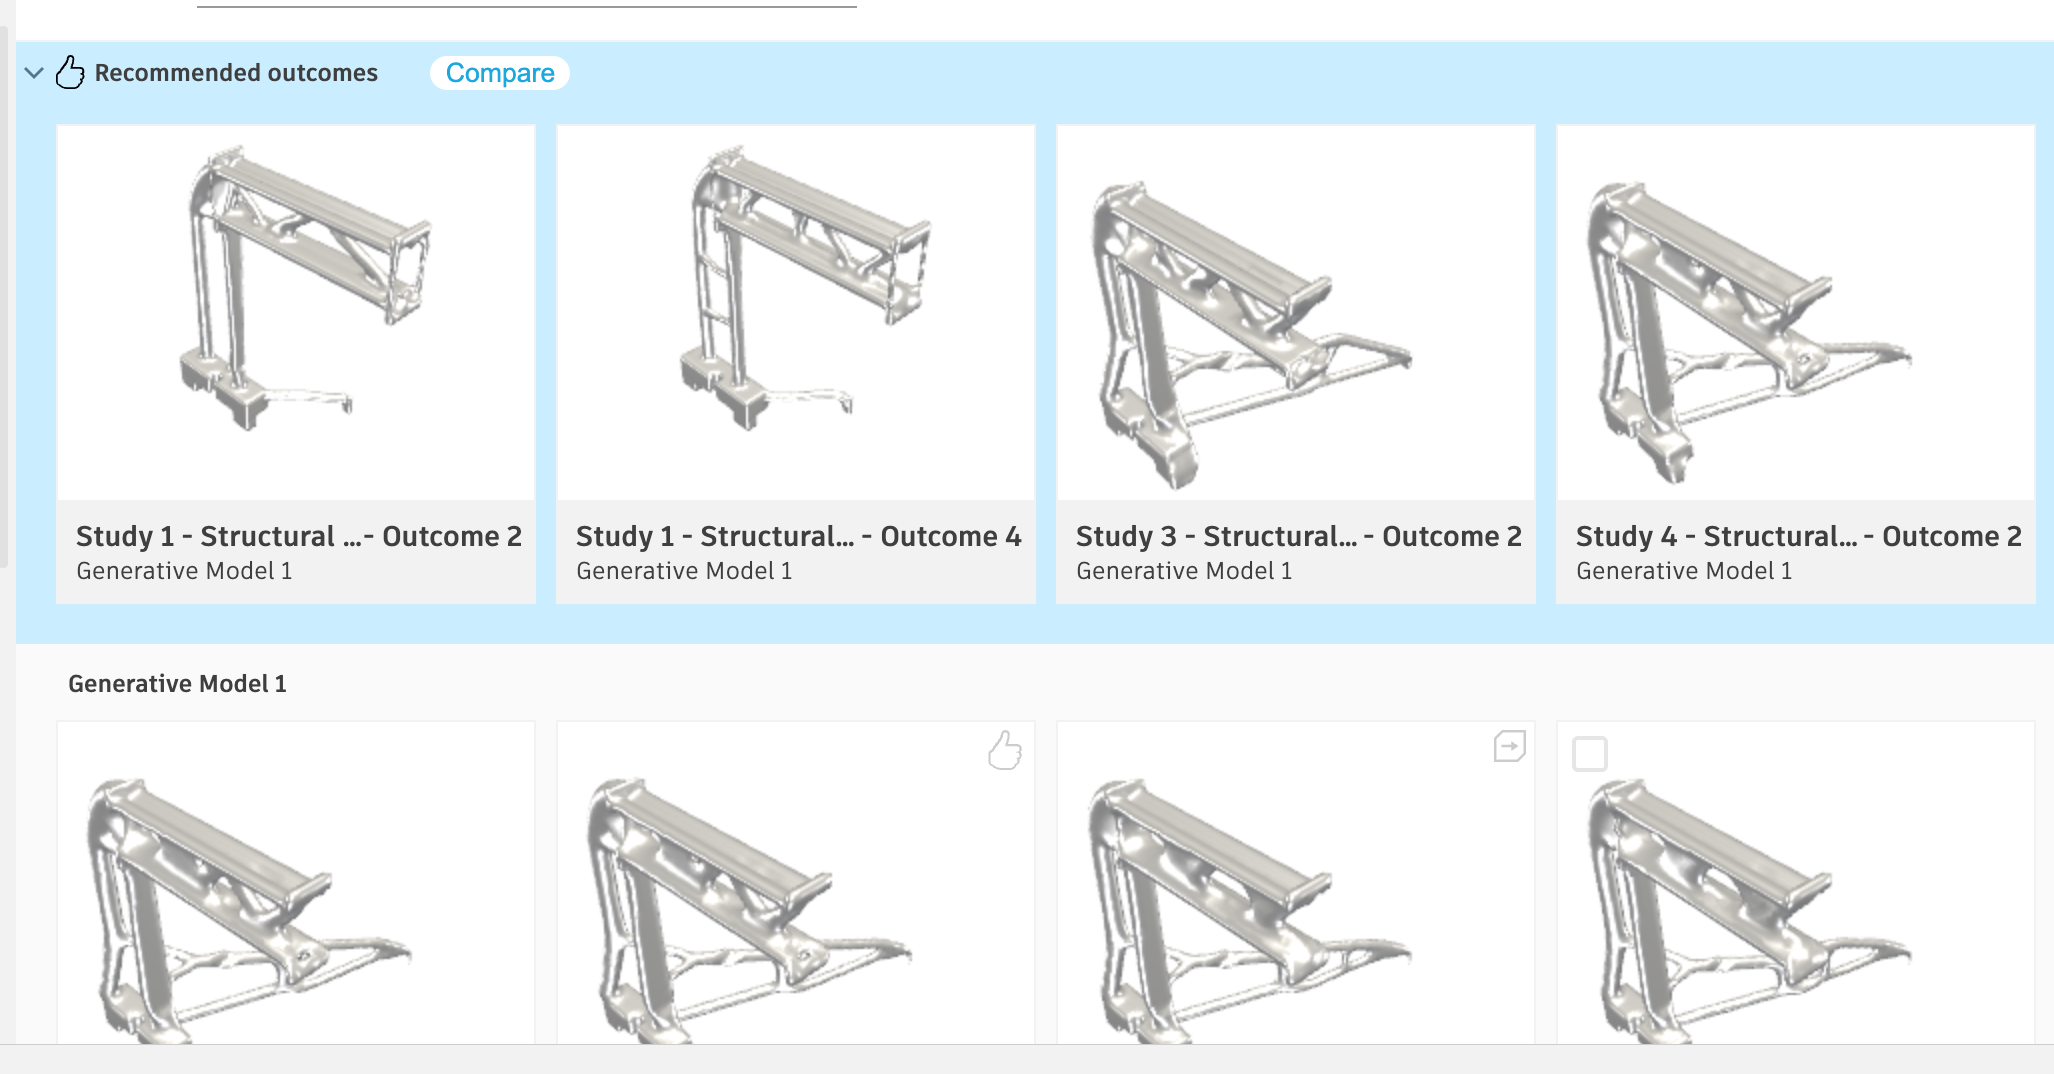 Recommended outcomes
Compare
Study 1 - Structural ...- Outcome 2
Generative Model 1
Study 1 - Structural... - Outcome 4
Generative Model 1
Study 3 - Structural... - Outcome 2
Generative Model 1
Study 4 - Structural... - Outcome 2
Generative Model 1
Generative Model 1